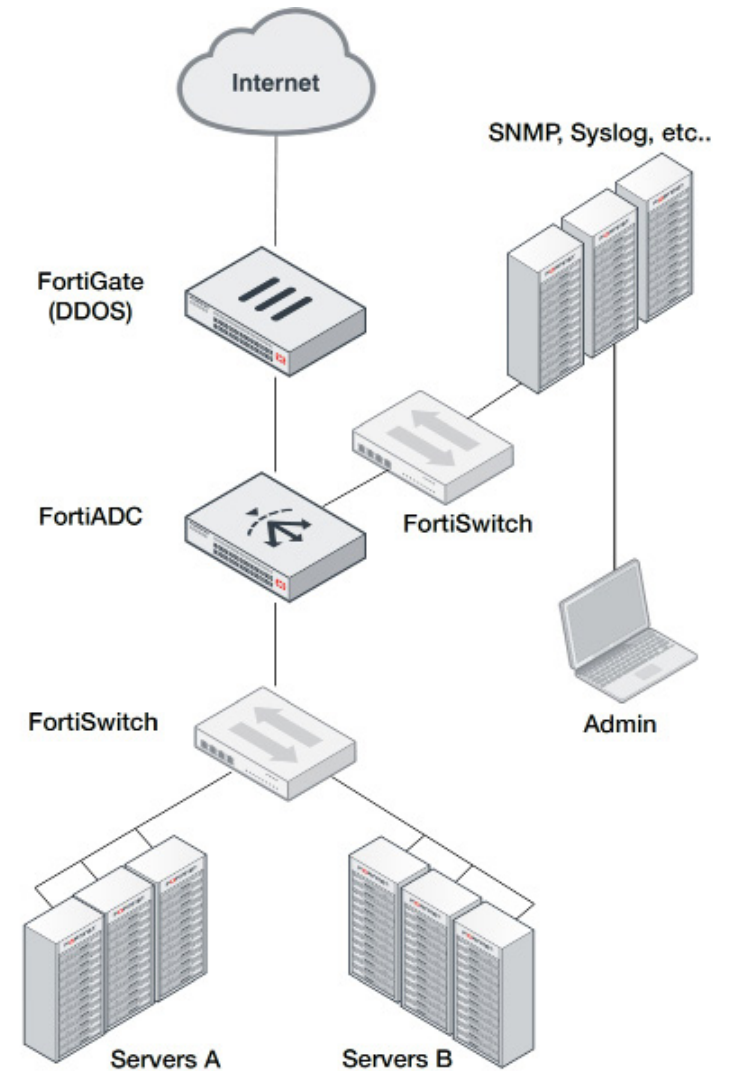 Internet
SNMP, Syslog, etc..
FortiGate
(DDOS)
FortiADC
FortiSwitch
Admin
FortiSwitch
Servers A
Servers B